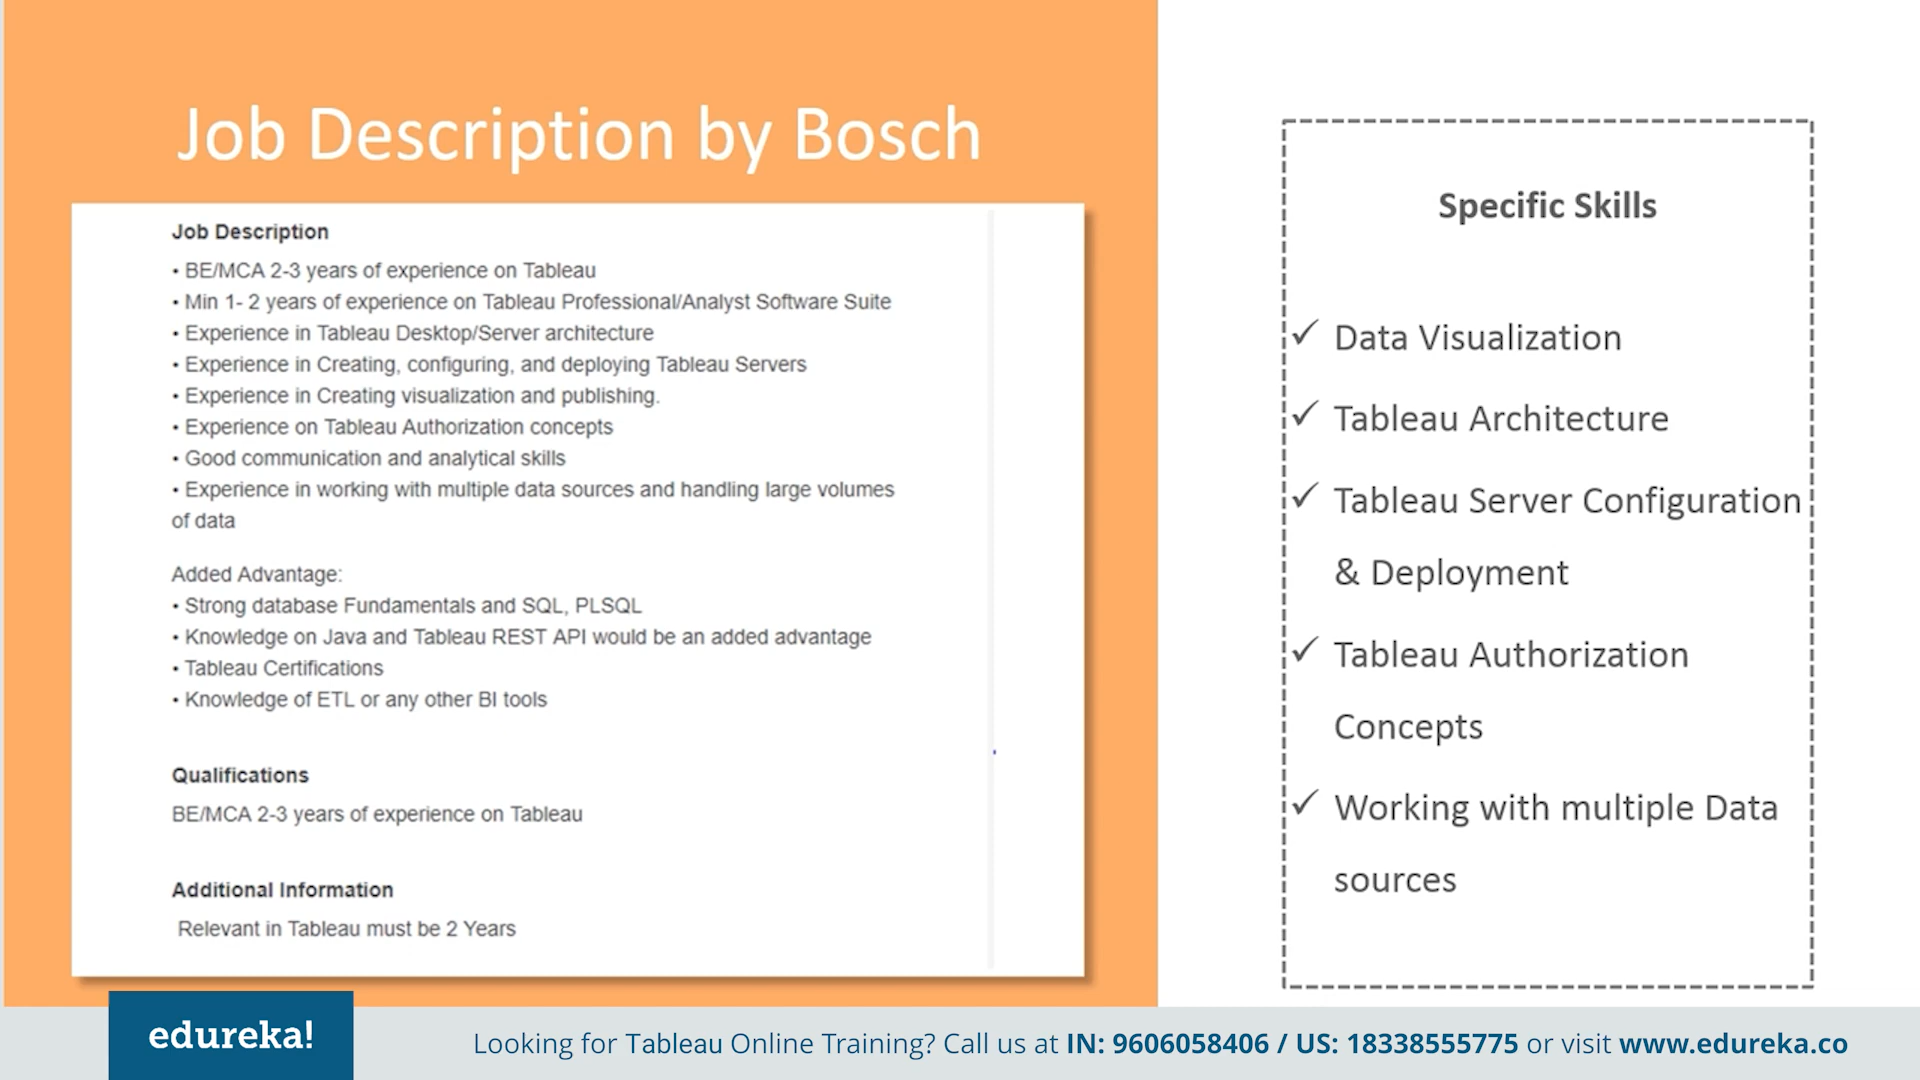 Job Description by Bosch
Job Description
• BE/MCA 2-3 years of experience on Tableau
• Min 1- 2 years of experience on Tableau Professional/Analyst Software Suite
• Experience in Tableau Desktop/Server architecture
• Experience in Creating, configuring, and deploying Tableau Servers
• Experience in Creating visualization and publishing.
• Experience on Tableau Authorization concepts
• Good communication and analytical skills
• Experience in working with multiple data sources and handling large volumes
of data
Added Advantage:
• Strong database Fundamentals and SQL, PLSQL
• Knowledge on Java and Tableau REST API would be an added advantage
• Tableau Certifications
• Knowledge of ETL or any other BI tools
Qualifications
BE/MCA 2-3 years of experience on Tableau
Additional Information
Relevant in Tableau must be 2 Years
Specific Skills
✓ Data Visualization
✓ Tableau Architecture
✓ Tableau Server Configuration
& Deployment
✓ Tableau Authorization
Concepts
✓ Working with multiple Data
sources
edureka!
Looking for Tableau Online Training? Call us at IN: 9606058406 / US: 18338555775 or visit www.edureka.co